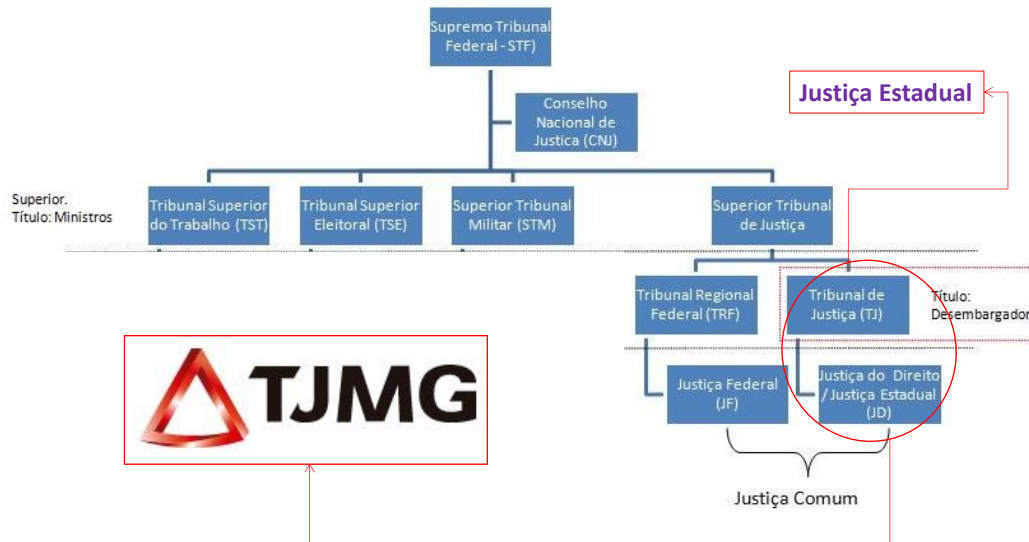 Supremo Tribunal
Federal - STF)
Conselho
Nacional de
Justica (CNJ)
Justiça Estadual
Superior.
Título: Ministros
Tribunal Superior
do Trabalho (TST)
Tribunal Superior
Eleitoral (TSE)
Superior Tribunal
Militar (STM)
Superior Tribunal
de Justiça
Tribunal Regional
Federal (TRF)
Tribunal de
Justiça (TJ)
Título:
Desembargador
TJMG
Justiça Federal
(JF)
Justiça do Direito
/ Justiça Estadual
(JD)
Justiça Comum